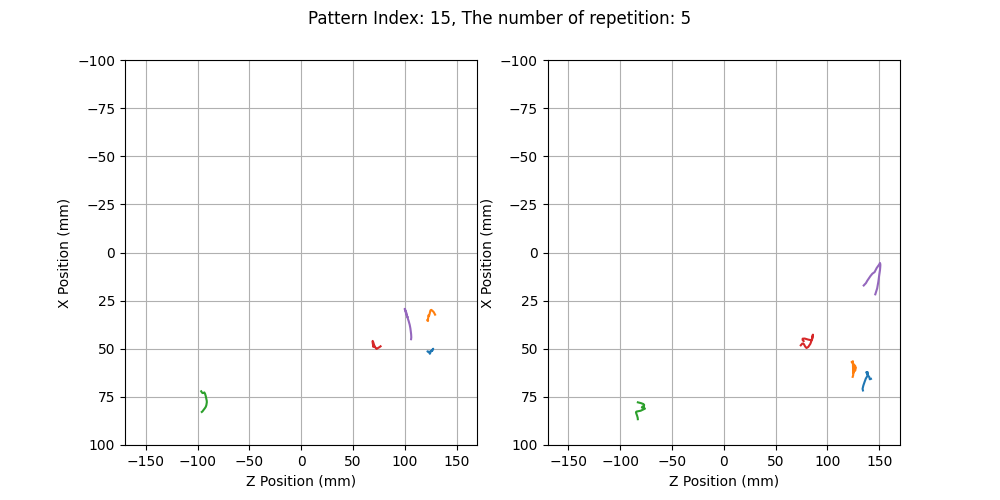 Pattern Index: 15, The number of repetition: 5
−100 −100
−75 −75
−50 −50
−25 −25
0 0
25 25
50 50
75 75
100 100
X Position (mm) X Position (mm)
−150 −100 −50 0 50 100 150 −150 −100 −50 0 50 100 150
Z Position (mm) Z Position (mm)